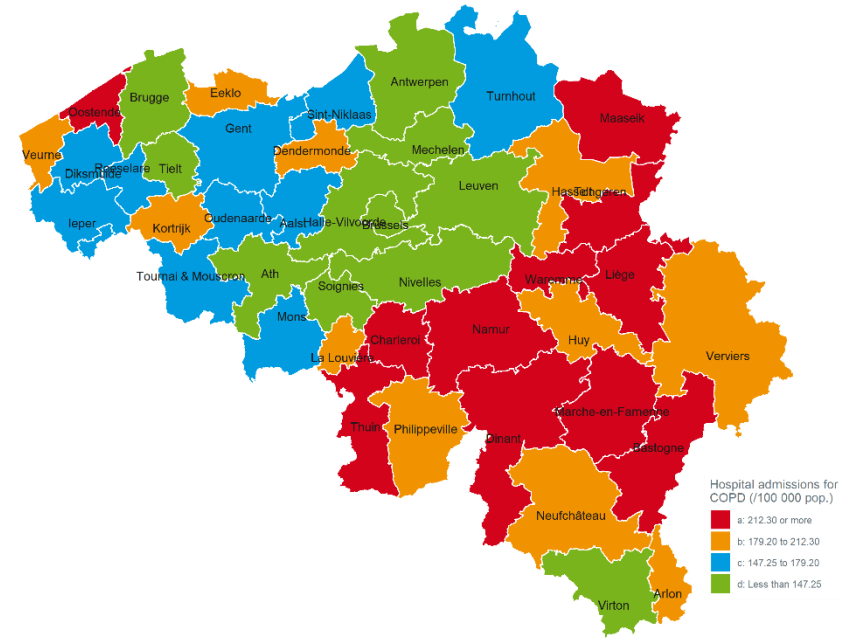 Antwerpen
Brugge
Eeklo
Turnhout
Oostende
Sint-Niklaas
Maaseik
Gent
Dendermonde
Mechelen
Veurne
Roeselare
Diksmuide
Tielt
Leuven
Hasselt
Tongeren
Ieper
Kortrijk
Oudenaarde
Aalst
Halle-Vilvoorde
Brussels
Tournai & Mouscron
Ath
Soignies
Nivelles
Waremme
Liège
Mons
Namur
Charleroi
Huy
La Louvière
Verviers
Marche-en-Famenne
Thuin
Philippeville
Dinant
Bastogne
Neufchâteau
Virton
Arlon
Hospital admissions for
COPD (/100 000 pop.)
a: 212.30 or more
b: 179.20 to 212.30
c: 147.25 to 179.20
d: Less than 147.25